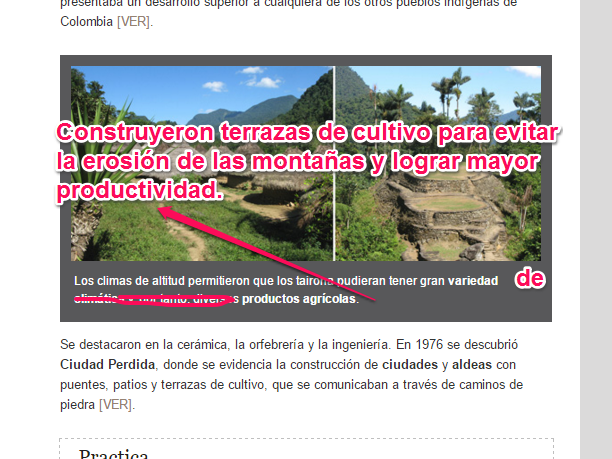 presentaba un desarrollo superior a cualquiera de los otros pueblos indígenas de
Colombia [VER].
Construyeron terrazas de cultivo para evitar
la erosión de las montañas y lograr mayor
productividad.
Los climas de altitud permitieron que los tairona pudieran tener gran variedad de
climática y por tanto, diversos productos agrícolas.
Se destacaron en la cerámica, la orfebrería y la ingeniería. En 1976 se descubrió
Ciudad Perdida, donde se evidencia la construcción de ciudades y aldeas con
puentes, patios y terrazas de cultivo, que se comunicaban a través de caminos de
piedra [VER].
Practica